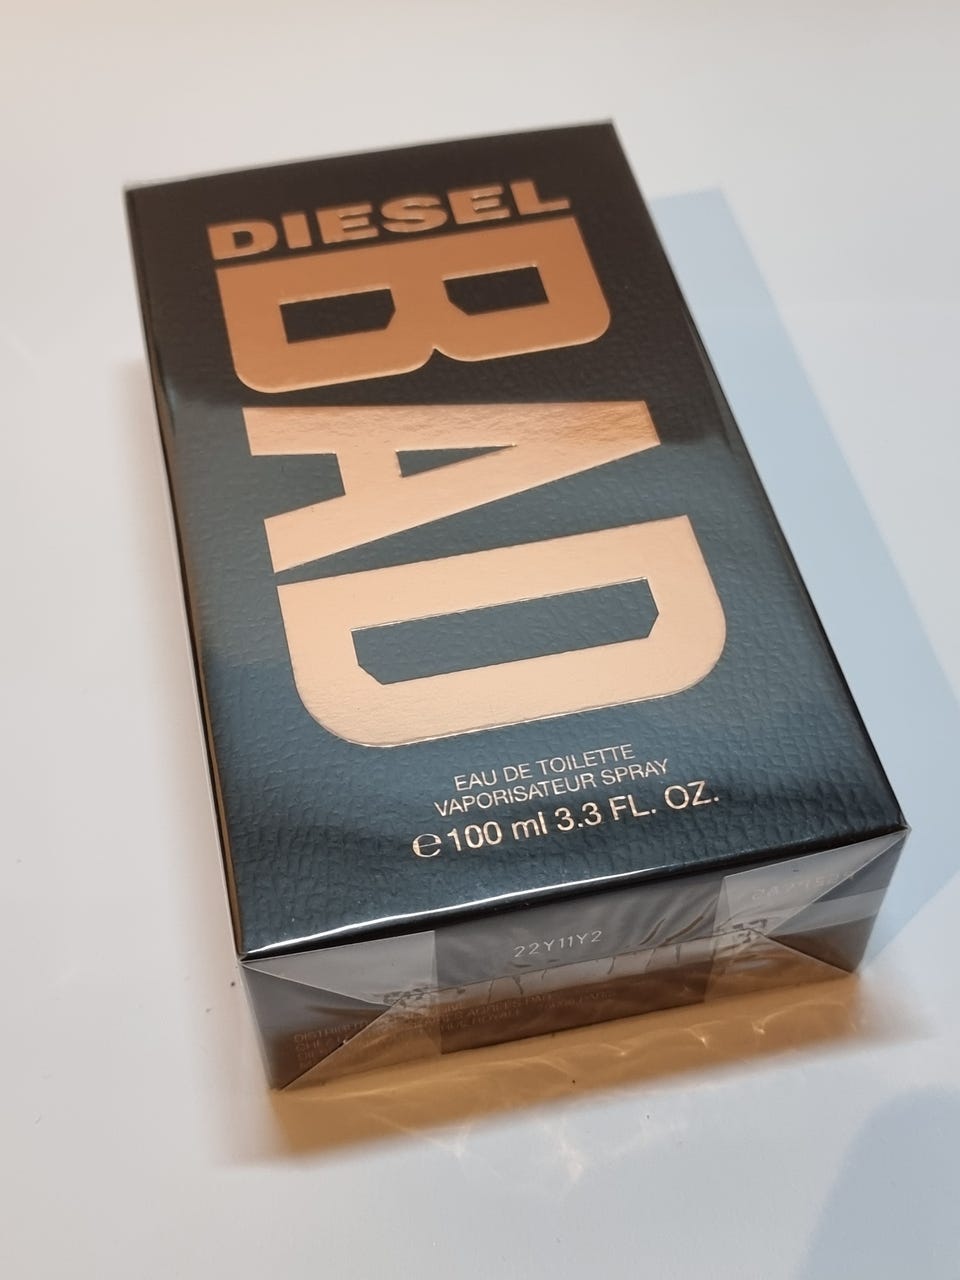 DIESEL
BAD
EAU DE TOILETTE
VAPORISATEUR SPRAY
℮ 100 ml 3.3 FL. OZ.
22Y11Y2